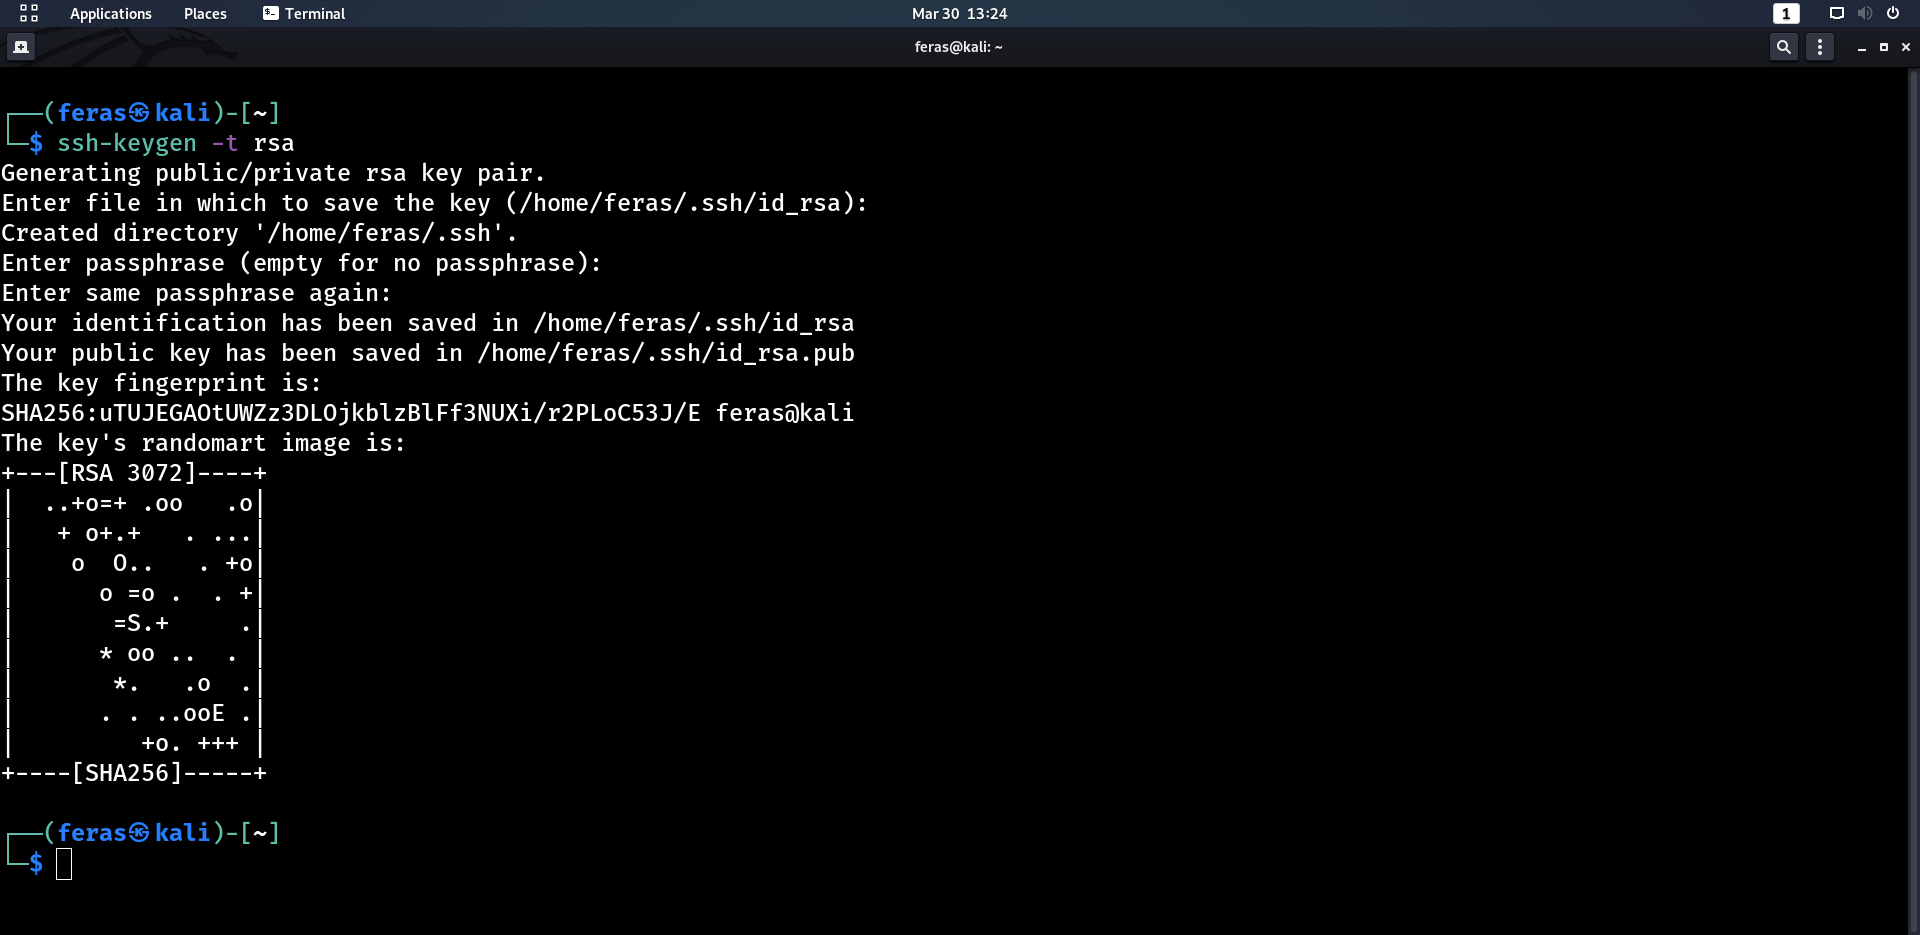 Applications Places Terminal Mar 30 13:24 1
feras@kali: ~
┌──(feras㉿kali)-[~]
└─$ ssh-keygen -t rsa
Generating public/private rsa key pair.
Enter file in which to save the key (/home/feras/.ssh/id_rsa):
Created directory '/home/feras/.ssh'.
Enter passphrase (empty for no passphrase):
Enter same passphrase again:
Your identification has been saved in /home/feras/.ssh/id_rsa
Your public key has been saved in /home/feras/.ssh/id_rsa.pub
The key fingerprint is:
SHA256:uTUJEGAOtUWZz3DLOjkblzBlFf3NUXi/r2PLoC53J/E feras@kali
The key's randomart image is:
+---[RSA 3072]----+
|  ..+o=+ .oo   .o|
|   + o+.+   . ...|
|    o  O..   . +o|
|      o =o .  . +|
|       =S.+     .|
|      * oo ..  . |
|       *.   .o  .|
|      . . ..ooE .|
|         +o. +++ |
+----[SHA256]-----+
┌──(feras㉿kali)-[~]
└─$